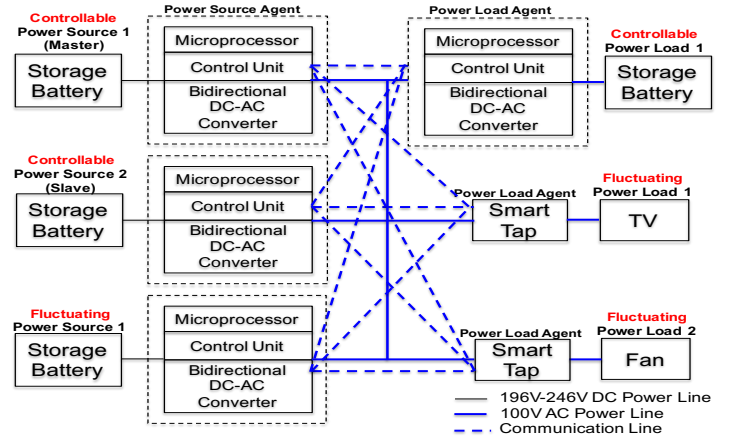 Power Source Agent
Controllable
Power Source 1
(Master)
Storage
Battery
Microprocessor
Control Unit
Bidirectional
DC-AC
Converter
Power Load Agent
Microprocessor
Control Unit
Bidirectional
DC-AC
Converter
Controllable
Power Load 1
Storage
Battery
Controllable
Power Source 2
(Slave)
Storage
Battery
Microprocessor
Control Unit
Bidirectional
DC-AC
Converter
Power Load Agent
Smart
Tap
Fluctuating
Power Load 1
TV
Fluctuating
Power Source 1
Storage
Battery
Microprocessor
Control Unit
Bidirectional
DC-AC
Converter
Power Load Agent
Smart
Tap
Fluctuating
Power Load 2
Fan
196V-246V DC Power Line
100V AC Power Line
Communication Line